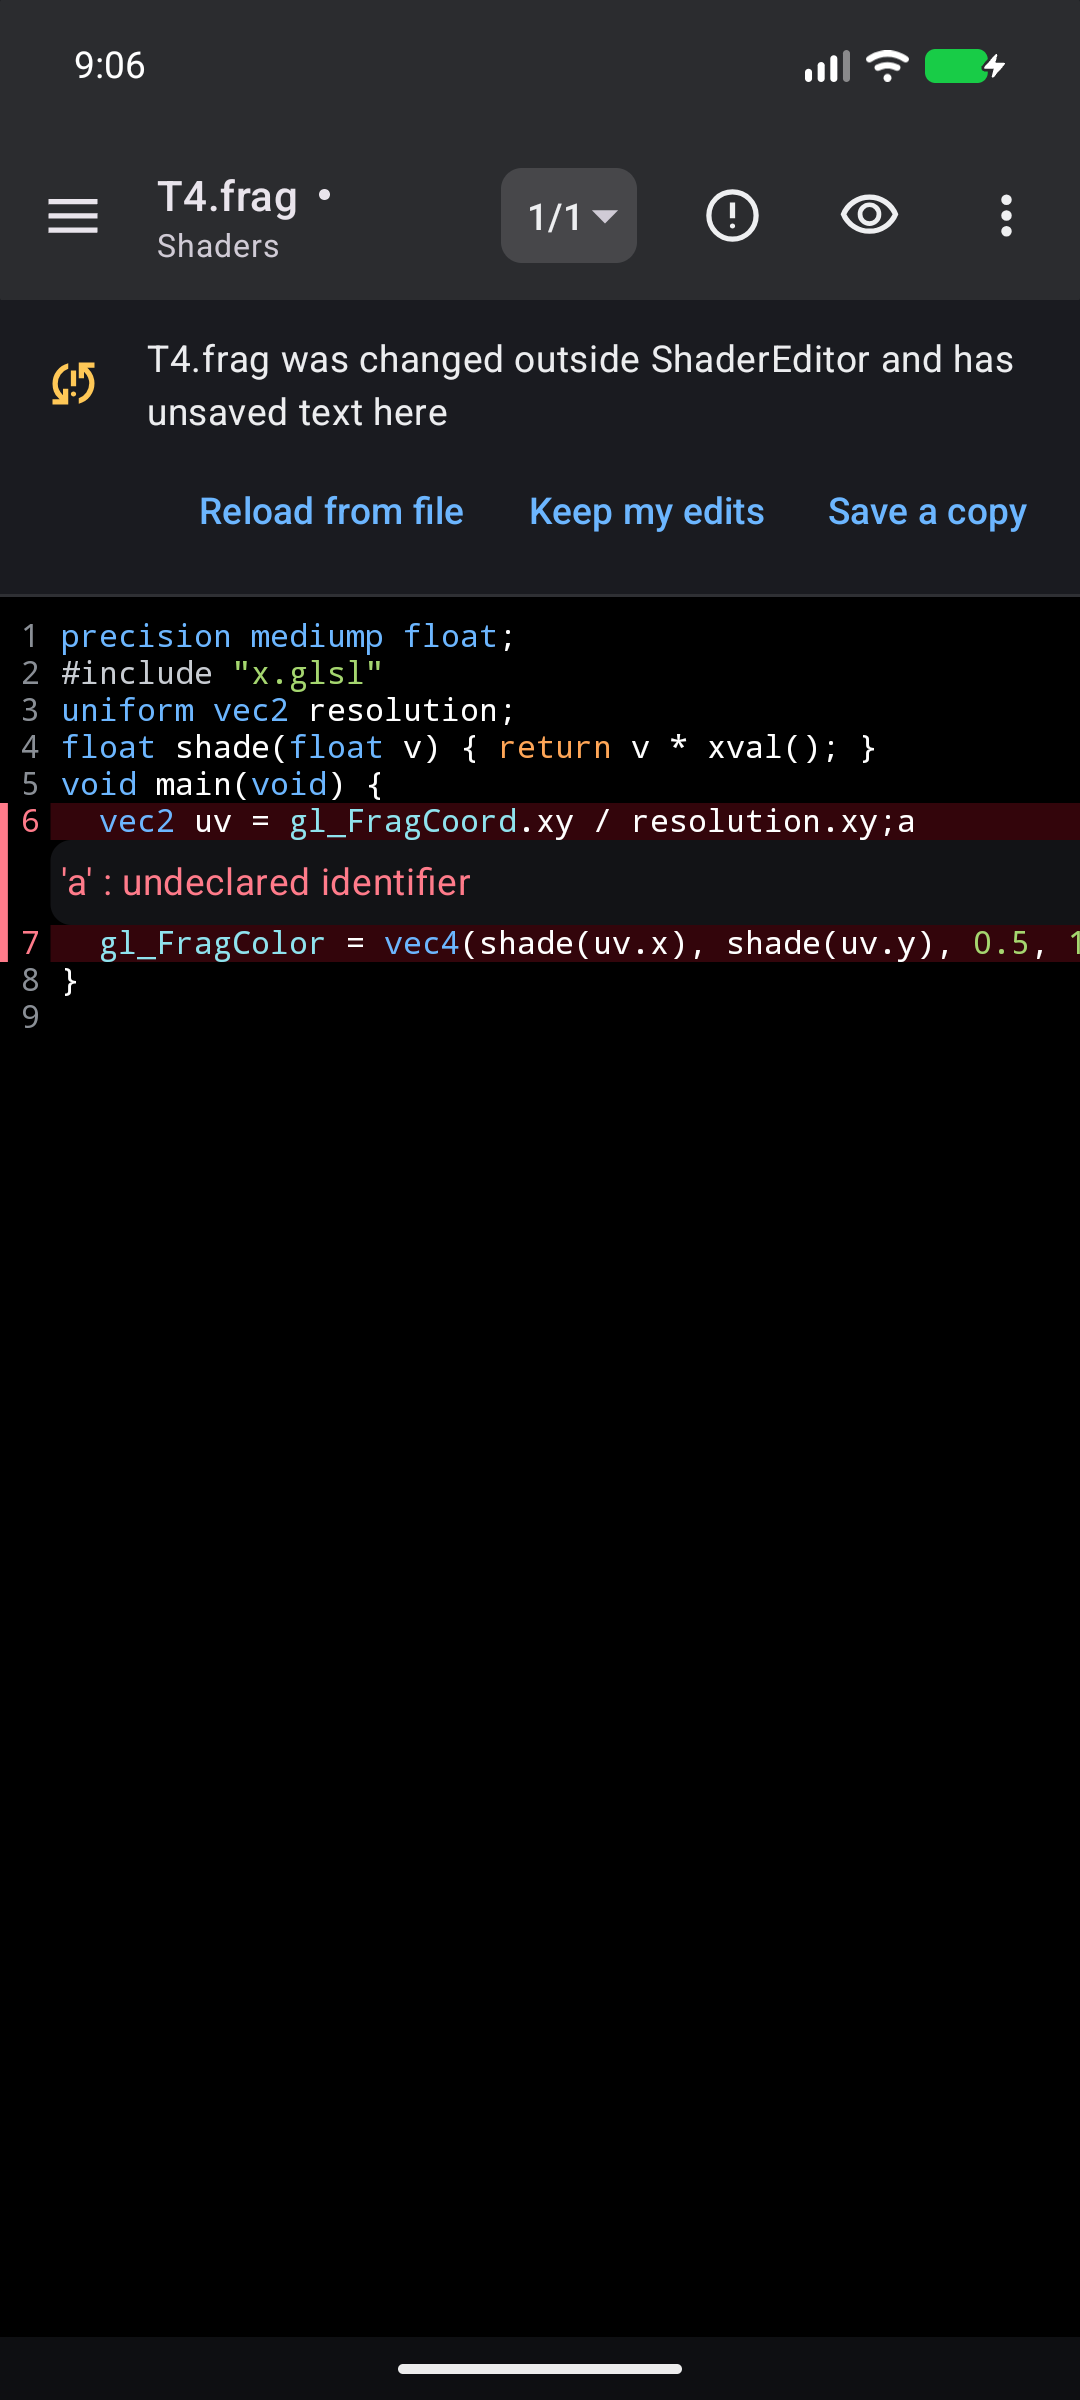 9:06
T4.frag •
Shaders
1/1
T4.frag was changed outside ShaderEditor and has
unsaved text here
Reload from file
Keep my edits
Save a copy
1 precision mediump float;
2 #include "x.glsl"
3 uniform vec2 resolution;
4 float shade(float v) { return v * xval(); }
5 void main(void) {
6   vec2 uv = gl_FragCoord.xy / resolution.xy;a
'a' : undeclared identifier
7   gl_FragColor = vec4(shade(uv.x), shade(uv.y), 0.5, 1
8 }
9